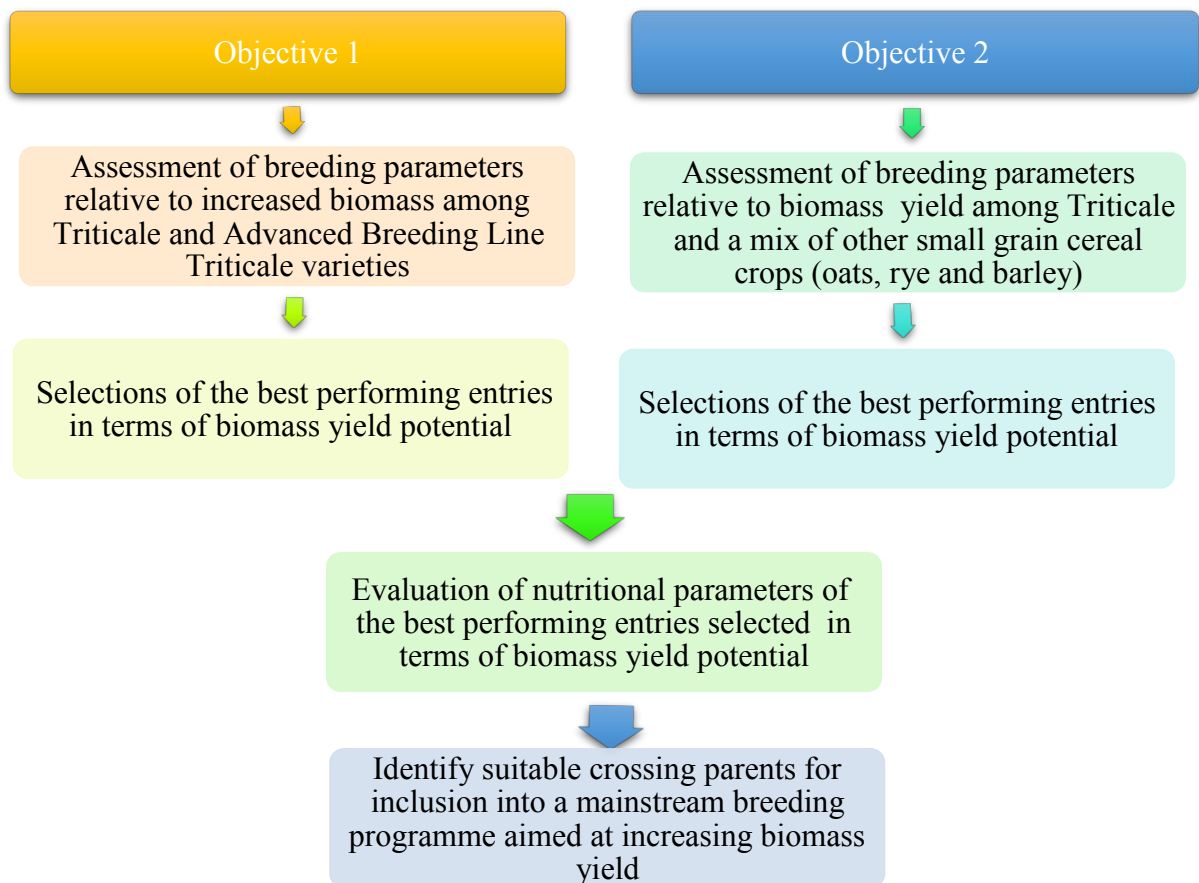 Objective 1
Objective 2
Assessment of breeding parameters
relative to increased biomass among
Triticale and Advanced Breeding Line
Triticale varieties
Assessment of breeding parameters
relative to biomass yield among Triticale
and a mix of other small grain cereal
crops (oats, rye and barley)
Selections of the best performing entries
in terms of biomass yield potential
Selections of the best performing entries
in terms of biomass yield potential
Evaluation of nutritional parameters of
the best performing entries selected in
terms of biomass yield potential
Identify suitable crossing parents for
inclusion into a mainstream breeding
programme aimed at increasing biomass
yield